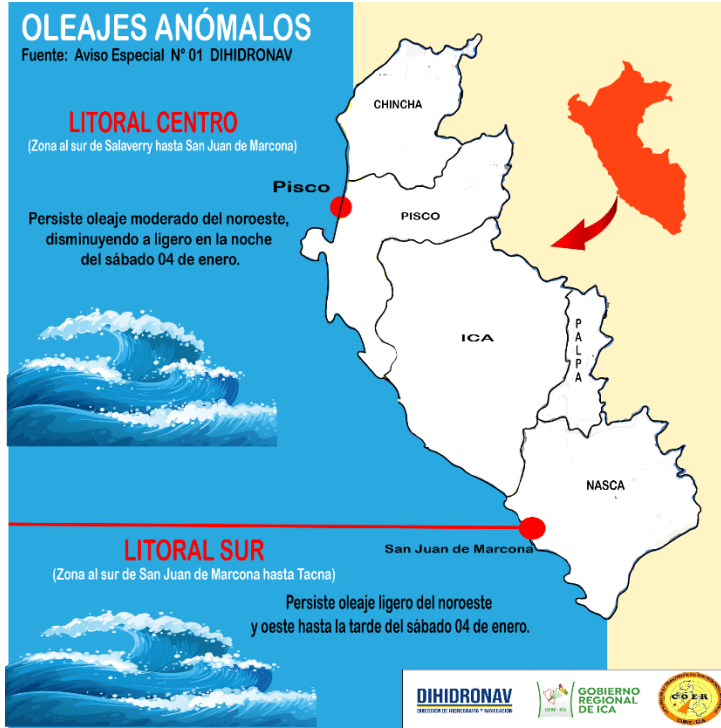 OLEAJES ANÓMALOS
Fuente: Aviso Especial N° 01 DIHIDRONAV
LITORAL CENTRO
(Zona al sur de Salaverry hasta San Juan de Marcona)
Persiste oleaje moderado del noroeste,
disminuyendo a ligero en la noche
del sábado 04 de enero.
CHINCHA
Pisco
PISCO
ICA
PALPA
NASCA
San Juan de Marcona
LITORAL SUR
(Zona al sur de San Juan de Marcona hasta Tacna)
Persiste oleaje ligero del noroeste
y oeste hasta la tarde del sábado 04 de enero.
DIHIDRONAV
DIRECCIÓN DE HIDROGRAFÍA Y NAVEGACIÓN
GOBIERNO
REGIONAL
DE ICA
COER